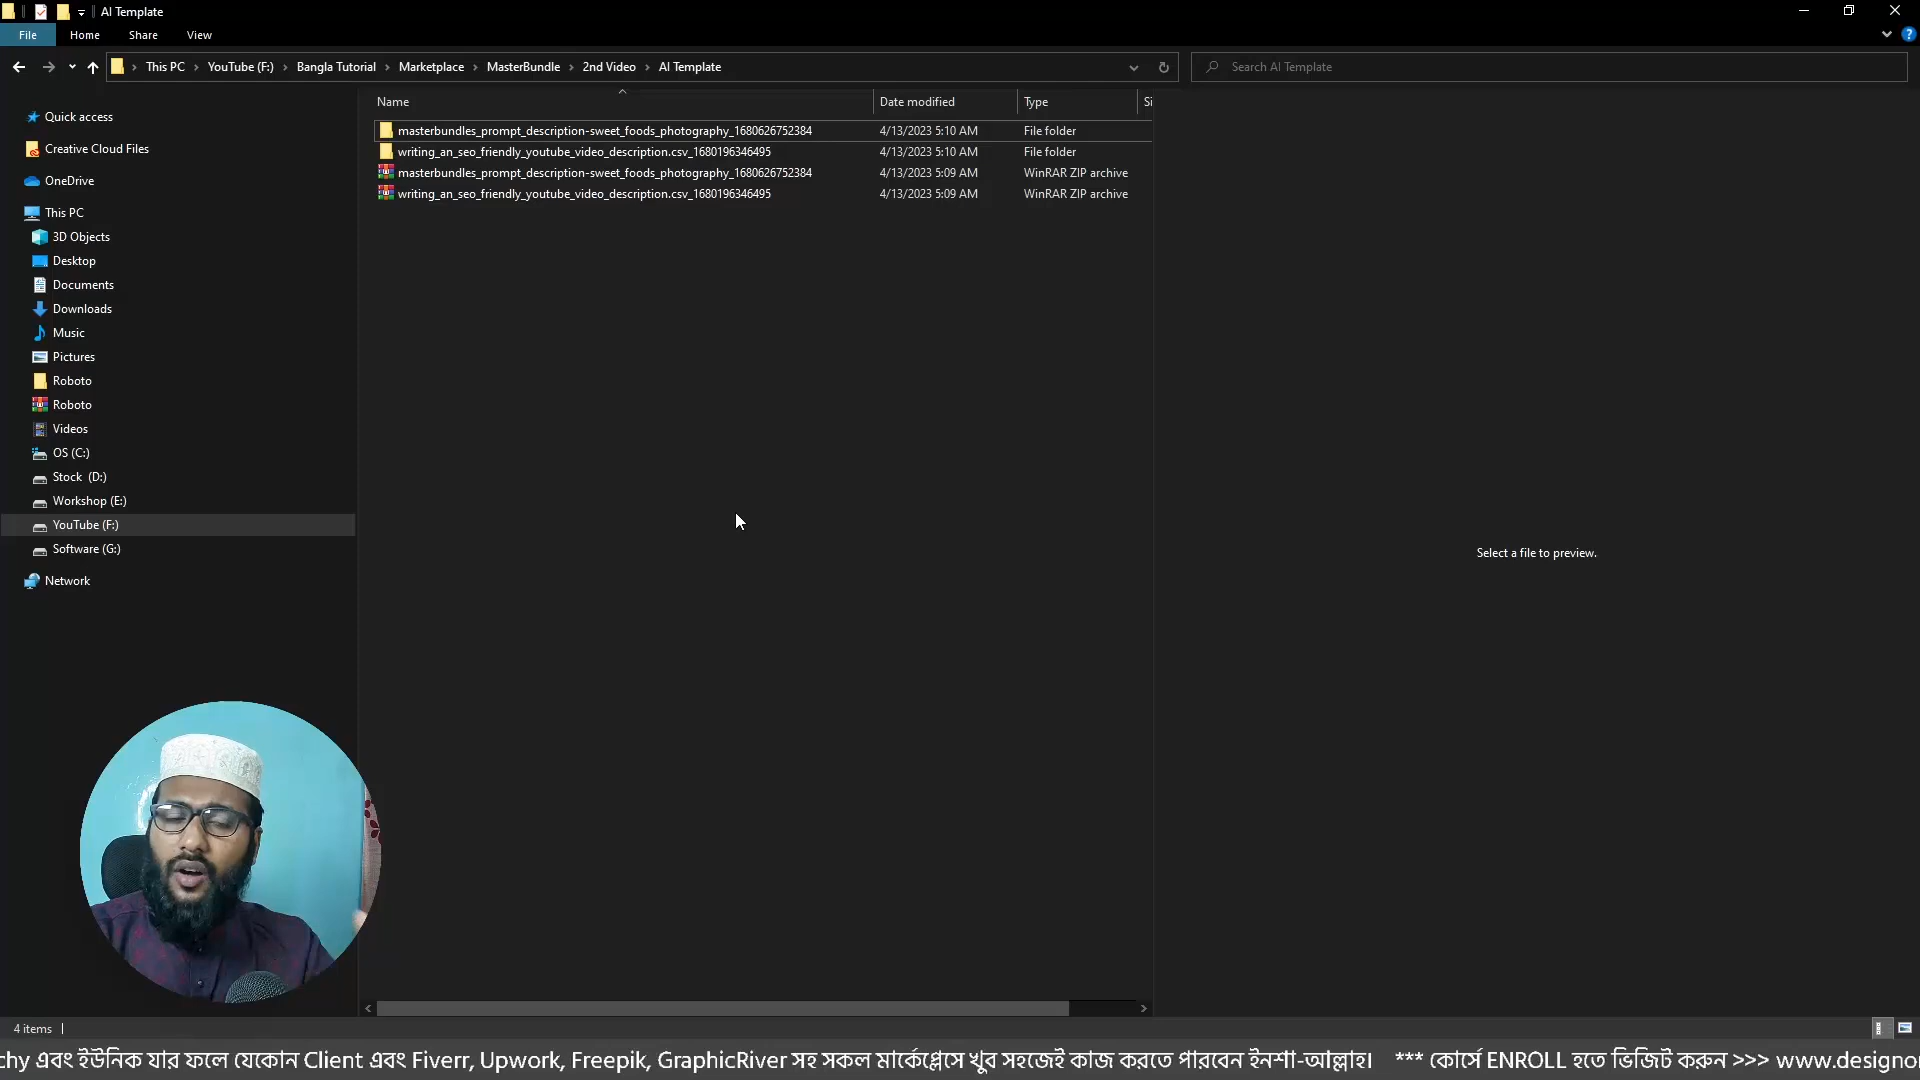 AI Template
File Home Share View
This PC YouTube (F:) Bangla Tutorial Marketplace MasterBundle 2nd Video AI Template
Search AI Template
Name Date modified Type Si
masterbundles_prompt_description-sweet_foods_photography_1680626752384 4/13/2023 5:10 AM File folder
writing_an_seo_friendly_youtube_video_description.csv_1680196346495 4/13/2023 5:10 AM File folder
masterbundles_prompt_description-sweet_foods_photography_1680626752384 4/13/2023 5:09 AM WinRAR ZIP archive
writing_an_seo_friendly_youtube_video_description.csv_1680196346495 4/13/2023 5:09 AM WinRAR ZIP archive
Quick access
Creative Cloud Files
OneDrive
This PC
3D Objects
Desktop
Documents
Downloads
Music
Pictures
Roboto
Roboto
Videos
OS (C:)
Stock (D:)
Workshop (E:)
YouTube (F:)
Software (G:)
Network
Select a file to preview.
4 items
chy এবং ইউনিক যার ফলে যেকোন Client এবং Fiverr, Upwork, Freepik, GraphicRiver সহ সকল মার্কেপ্লেসে খুব সহজেই কাজ করতে পারবেন ইনশা-আল্লাহ। *** কোর্সে ENROLL হতে ভিজিট করুন >>> www.designo